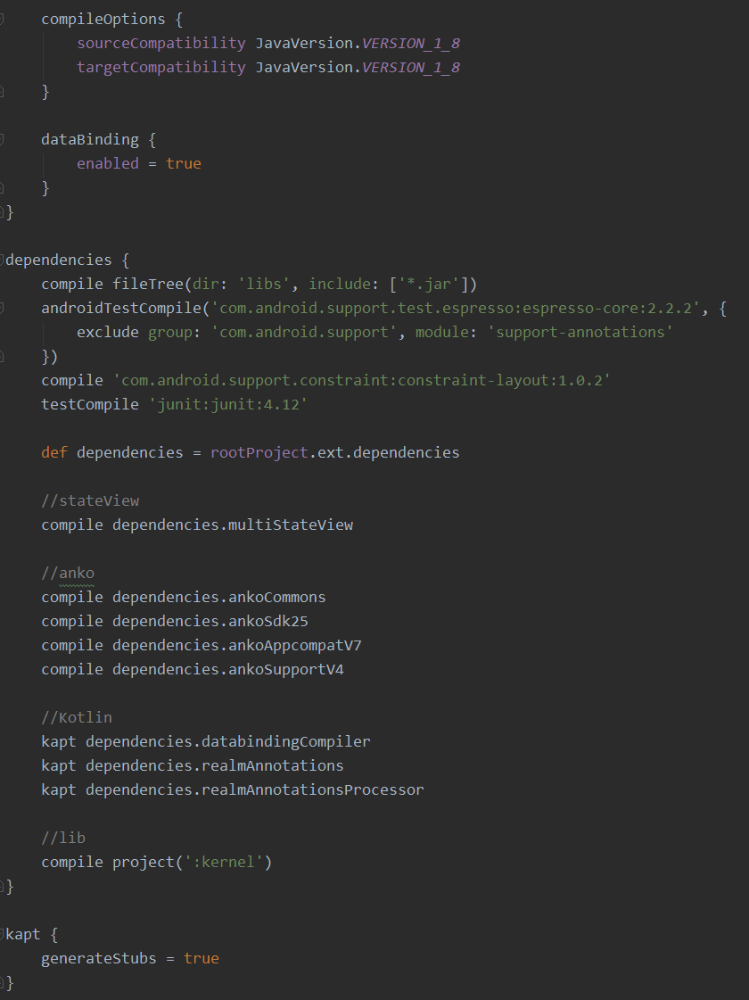 compileOptions {
sourceCompatibility JavaVersion.VERSION_1_8
targetCompatibility JavaVersion.VERSION_1_8
}
dataBinding {
enabled = true
}
}
dependencies {
compile fileTree(dir: 'libs', include: ['*.jar'])
androidTestCompile('com.android.support.test.espresso:espresso-core:2.2.2', {
exclude group: 'com.android.support', module: 'support-annotations'
})
compile 'com.android.support.constraint:constraint-layout:1.0.2'
testCompile 'junit:junit:4.12'
def dependencies = rootProject.ext.dependencies
//stateView
compile dependencies.multiStateView
//anko
compile dependencies.ankoCommons
compile dependencies.ankoSdk25
compile dependencies.ankoAppcompatV7
compile dependencies.ankoSupportV4
//Kotlin
kapt dependencies.databindingCompiler
kapt dependencies.realmAnnotations
kapt dependencies.realmAnnotationsProcessor
//lib
compile project(':kernel')
}
kapt {
generateStubs = true
}